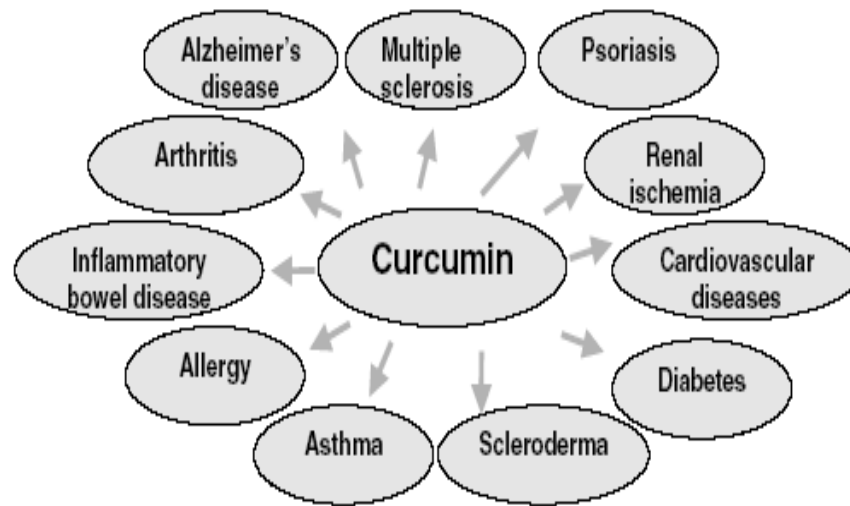 Alzheimer's
disease
Multiple
sclerosis
Psoriasis
Arthritis
Renal
ischemia
Inflammatory
bowel disease
Curcumin
Cardiovascular
diseases
Allergy
Diabetes
Asthma
Scleroderma